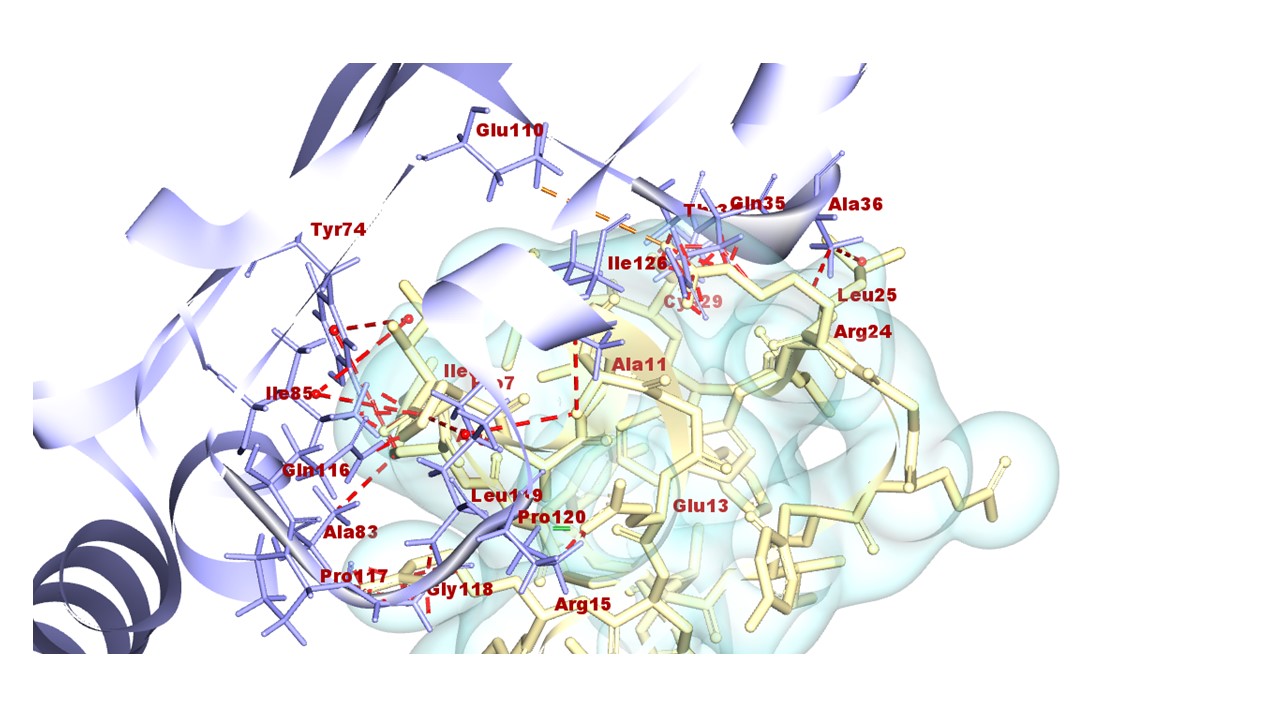 Glu110
Gln35
Ala36
Tyr74
Ile126
Leu25
Arg24
Ala11
Ile85
Gln116
Leu119
Glu13
Pro120
Ala83
Pro117
Gly118
Arg15